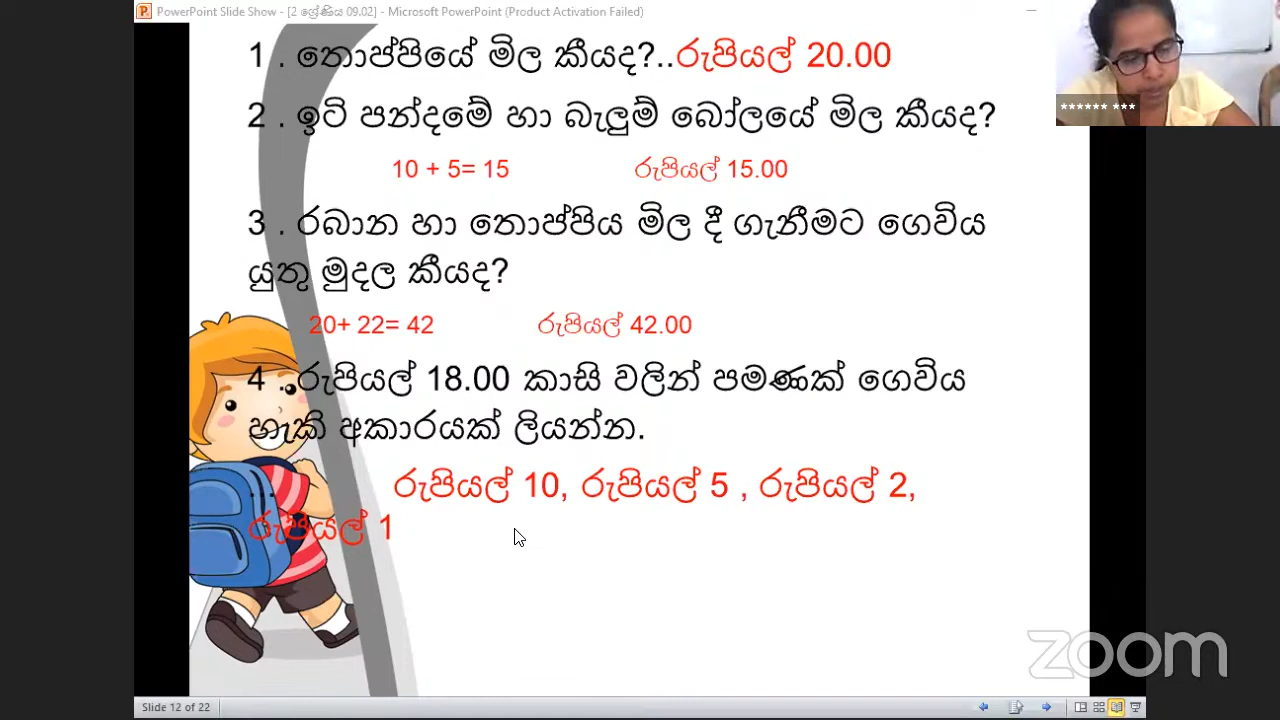 PowerPoint Slide Show - [2 ශ්‍රේණිය 09.02] - Microsoft PowerPoint (Product Activation Failed)
****** ***
1 . තොප්පියේ මිල කීයද?..රුපියල් 20.00
2 . ඉටි පන්දමේ හා බැලුම් බෝලයේ මිල කීයද?
10 + 5= 15 රුපියල් 15.00
3 . රබාන හා තොප්පිය මිල දී ගැනීමට ගෙවිය
යුතු මුදල කීයද?
20+ 22= 42 රුපියල් 42.00
4 . රුපියල් 18.00 කාසි වලින් පමණක් ගෙවිය
හැකි අකාරයක් ලියන්න.
... රුපියල් 10, රුපියල් 5 , රුපියල් 2,
රුපියල් 1
zoom
Slide 12 of 22